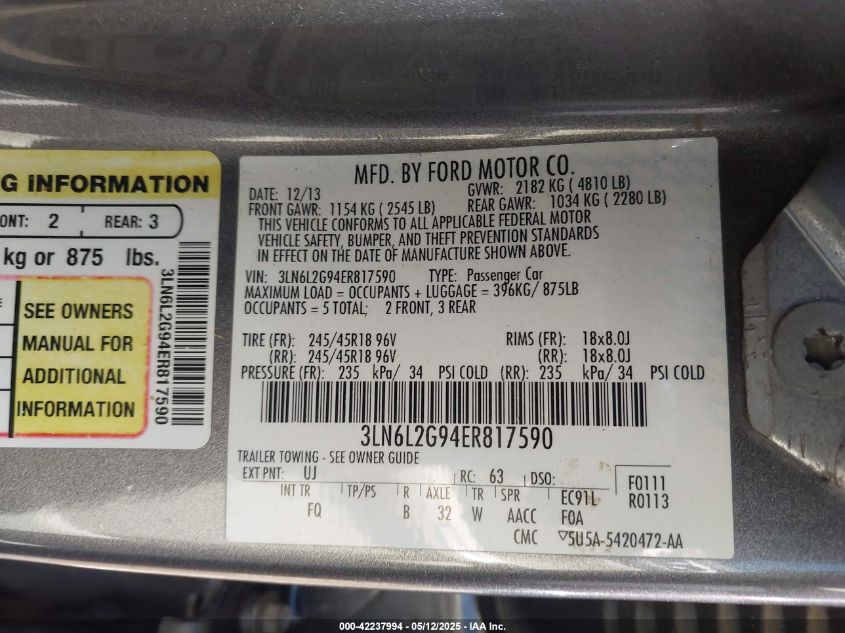 G INFORMATION
ONT: 2 REAR: 3
kg or 875 lbs.
SEE OWNERS
MANUAL FOR
ADDITIONAL
INFORMATION
3LN6L2G94ER817590
MFD. BY FORD MOTOR CO.
DATE: 12/13 GVWR: 2182 KG ( 4810 LB)
FRONT GAWR: 1154 KG ( 2545 LB) REAR GAWR: 1034 KG ( 2280 LB)
THIS VEHICLE CONFORMS TO ALL APPLICABLE FEDERAL MOTOR
VEHICLE SAFETY, BUMPER, AND THEFT PREVENTION STANDARDS
IN EFFECT ON THE DATE OF MANUFACTURE SHOWN ABOVE.
VIN: 3LN6L2G94ER817590 TYPE: Passenger Car
MAXIMUM LOAD = OCCUPANTS + LUGGAGE = 396KG/ 875LB
OCCUPANTS = 5 TOTAL; 2 FRONT, 3 REAR
TIRE (FR): 245/45R18 96V RIMS (FR): 18x8.0J
(RR): 245/45R18 96V (RR): 18x8.0J
PRESSURE (FR): 235 kPa/ 34 PSI COLD (RR): 235 kPa/ 34 PSI COLD
3LN6L2G94ER817590
TRAILER TOWING - SEE OWNER GUIDE
EXT PNT: UJ RC: 63 DSO: F0111
R0113
INT TR TP/PS R AXLE TR SPR EC91L
FQ B 32 W AACC FOA
CMC ▽5U5A-5420472-AA
000-42237994 - 05/12/2025 - IAA Inc.